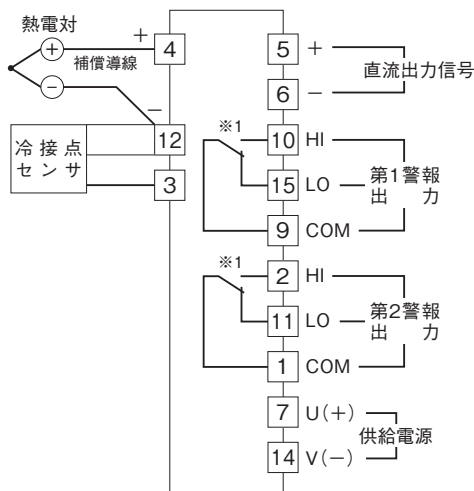 熱電対
+
+
補償導線
4
−
−
12
冷接点
センサ
3
5
+
直流出力信号
6
−
※1
10
HI
15
LO
第1警報
出力
9
COM
※1
2
HI
11
LO
第2警報
出力
1
COM
7
U(+)
供給電源
14
V(−)